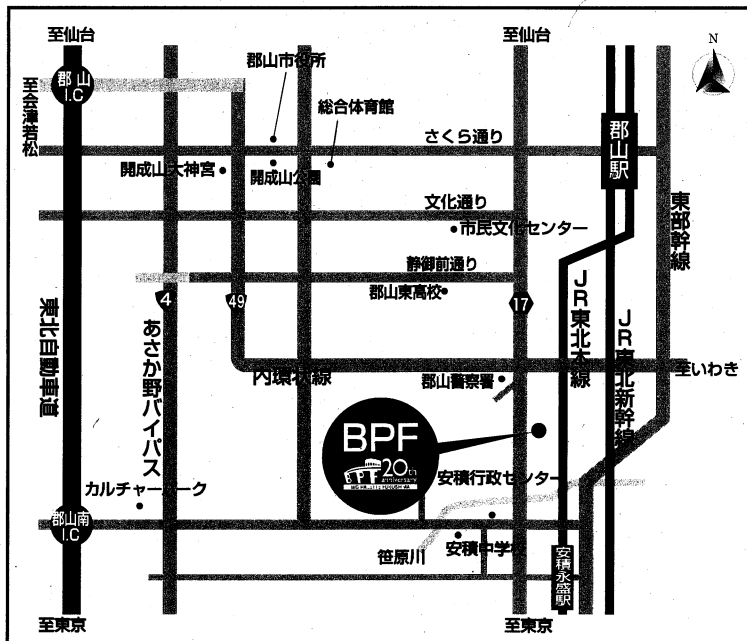 至仙台
至仙台
N
郡山市役所
郡山
I.C
至会津若松
総合体育館
さくら通り
郡山駅
開成山大神宮
開成山公園
文化通り
市民文化センター
東部幹線
静御前通り
郡山東高校
4
49
17
東北自動車道
あさか野バイパス
JR東北本線
JR東北新幹線
内環状線
至いわき
郡山警察署
BPF
BPF
20th
anniversary
安積行政センター
カルチャーパーク
郡山南
I.C
笹原川
安積中学校
安積永盛駅
至東京
至東京